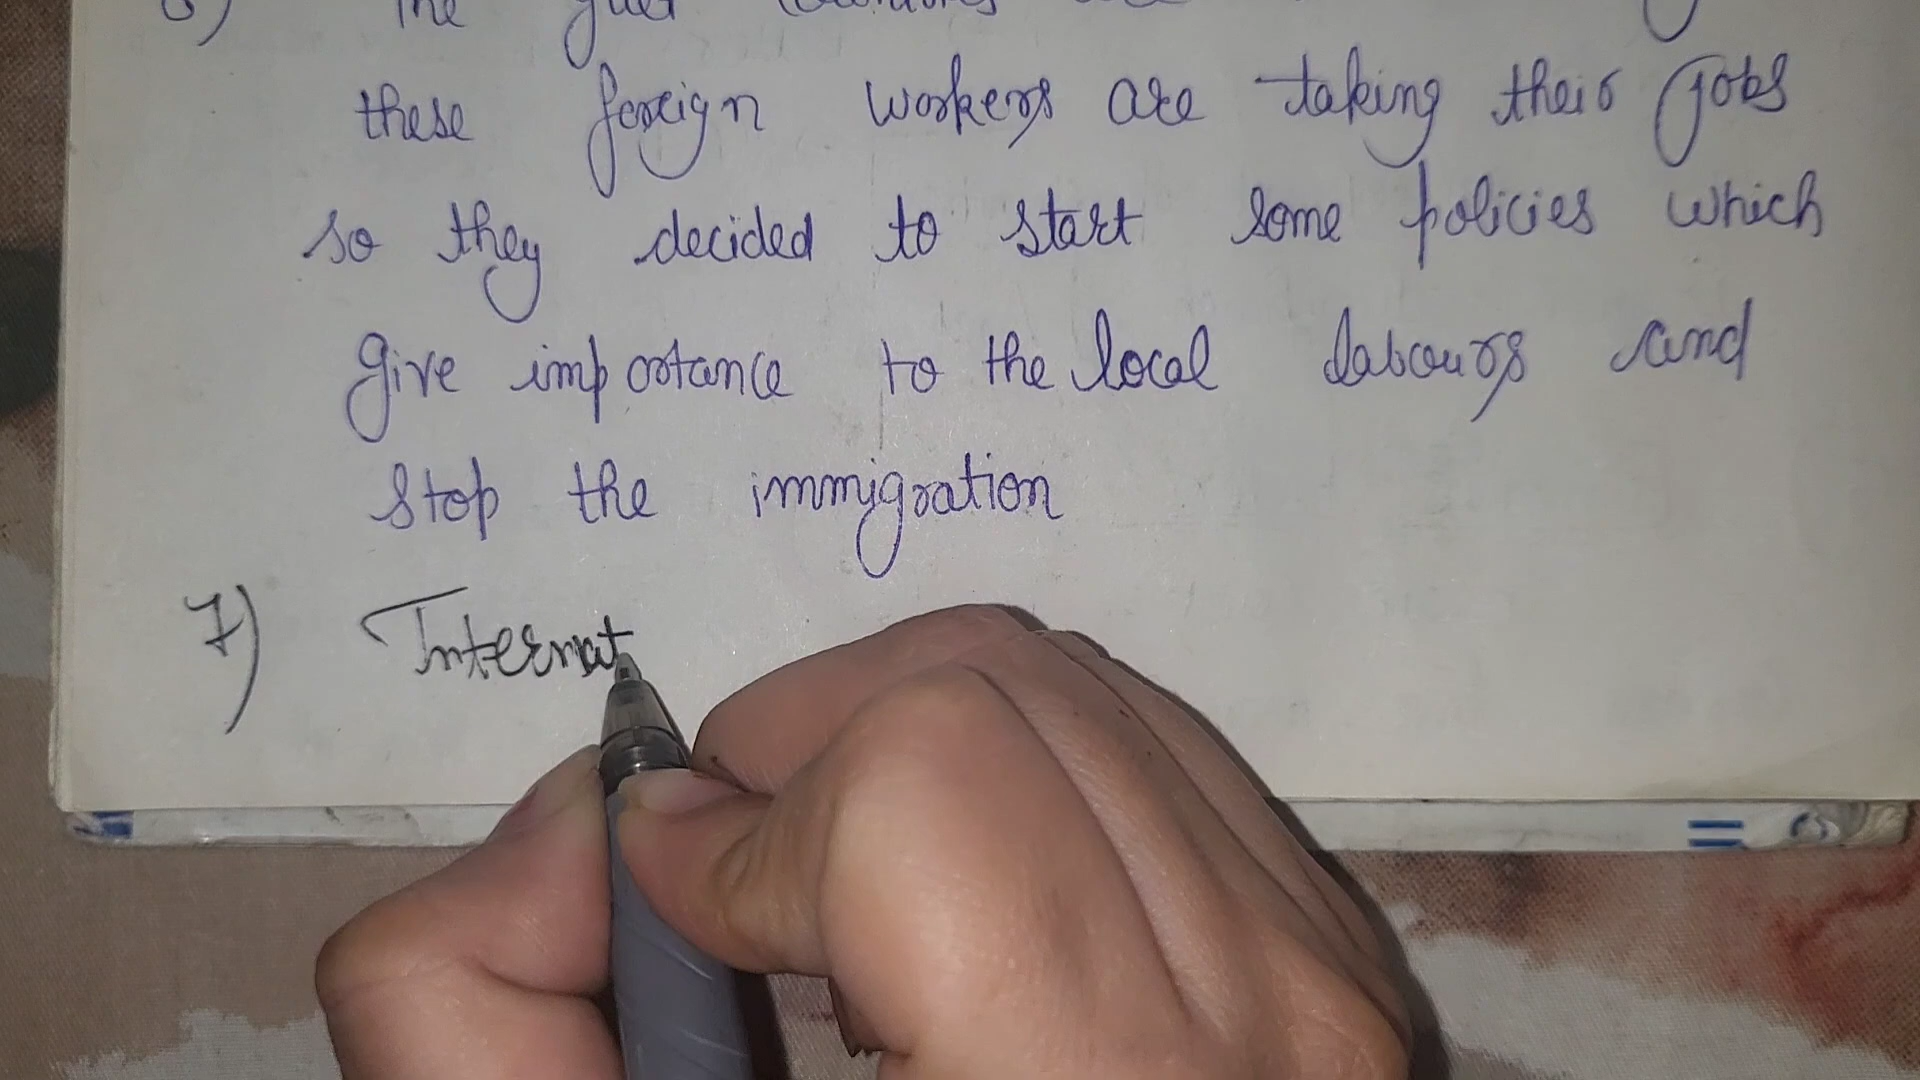 The
these foreign workers are taking their jobs
so they decided to start some policies which
give importance to the local labours and
stop the immigration
7) Internat